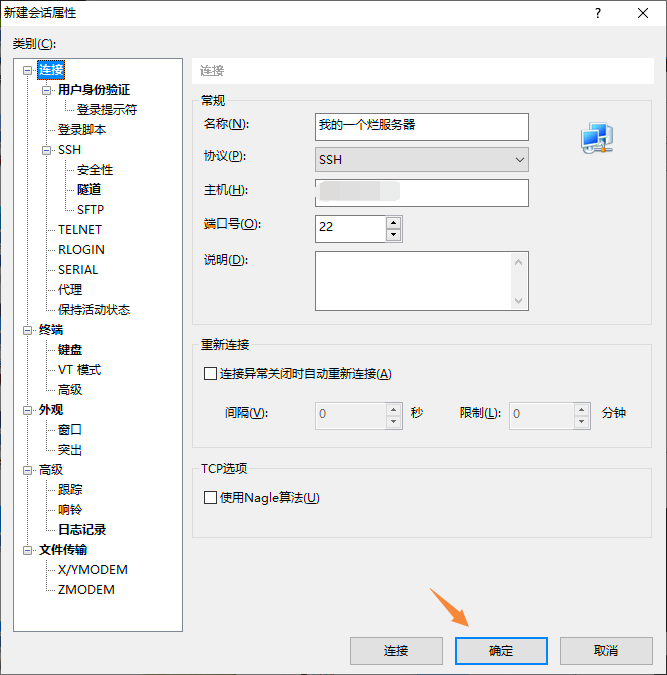 新建会话属性
类别(C):
连接
用户身份验证
登录提示符
登录脚本
SSH
安全性
隧道
SFTP
TELNET
RLOGIN
SERIAL
代理
保持活动状态
终端
键盘
VT 模式
高级
外观
窗口
突出
高级
跟踪
响铃
日志记录
文件传输
X/YMODEM
ZMODEM
连接
常规
名称(N): 我的一个烂服务器
协议(P): SSH
主机(H):
端口号(O): 22
说明(D):
重新连接
连接异常关闭时自动重新连接(A)
间隔(V): 0 秒 限制(L): 0 分钟
TCP选项
使用Nagle算法(U)
连接 确定 取消